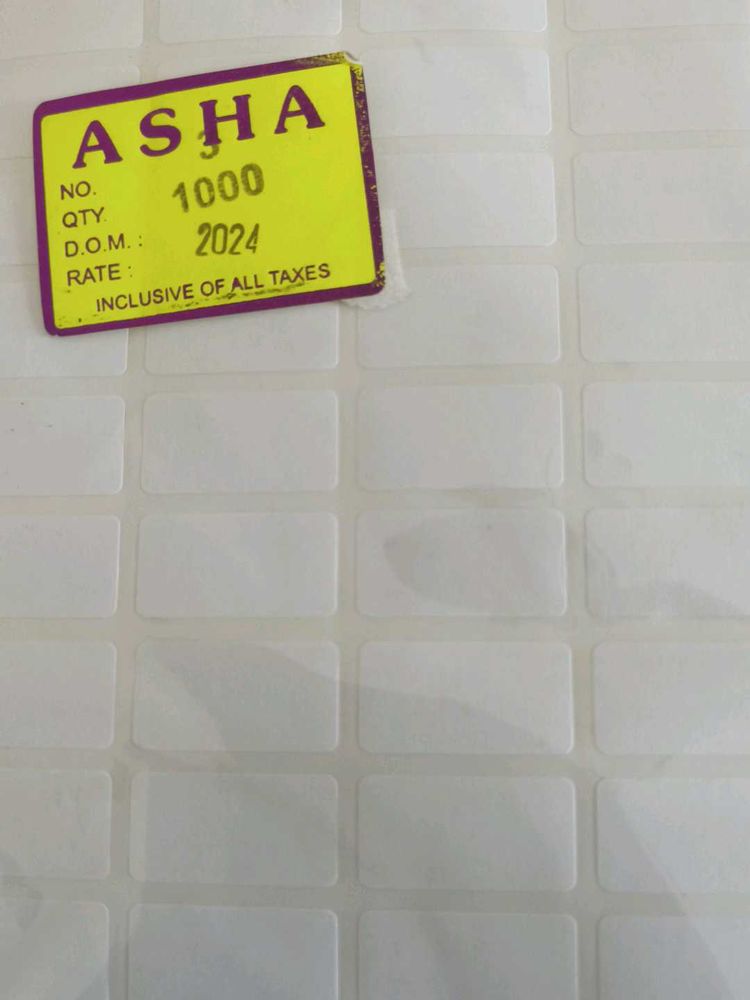 ASHA
3
NO.
1000
QTY.
D.O.M. : 2024
RATE :
INCLUSIVE OF ALL TAXES